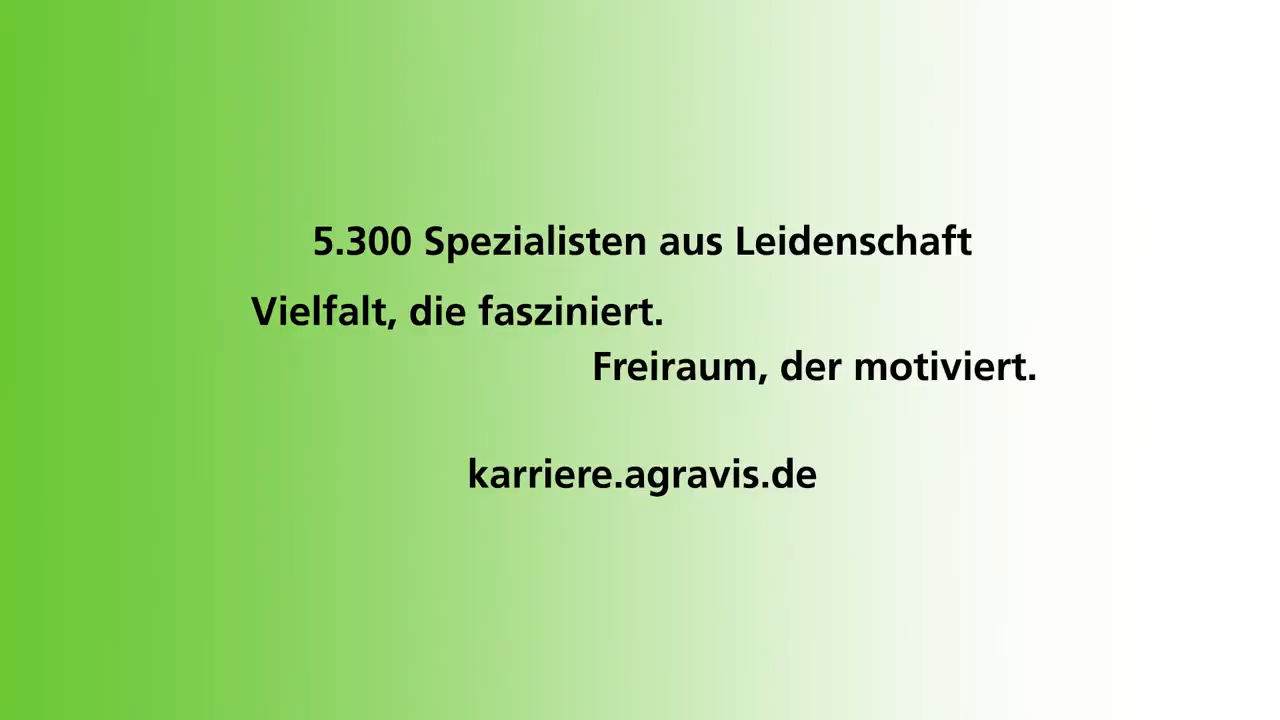 5.300 Spezialisten aus Leidenschaft
Vielfalt, die fasziniert.
Freiraum, der motiviert.
karriere.agravis.de